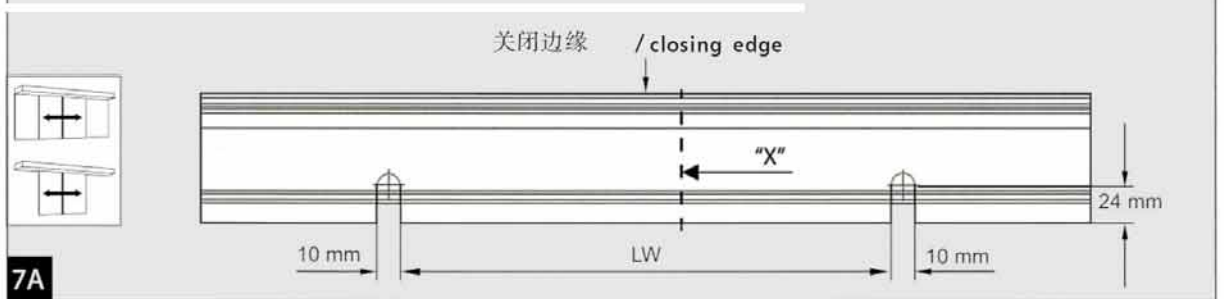 关闭边缘 / closing edge
"X"
24 mm
10 mm LW 10 mm
7A